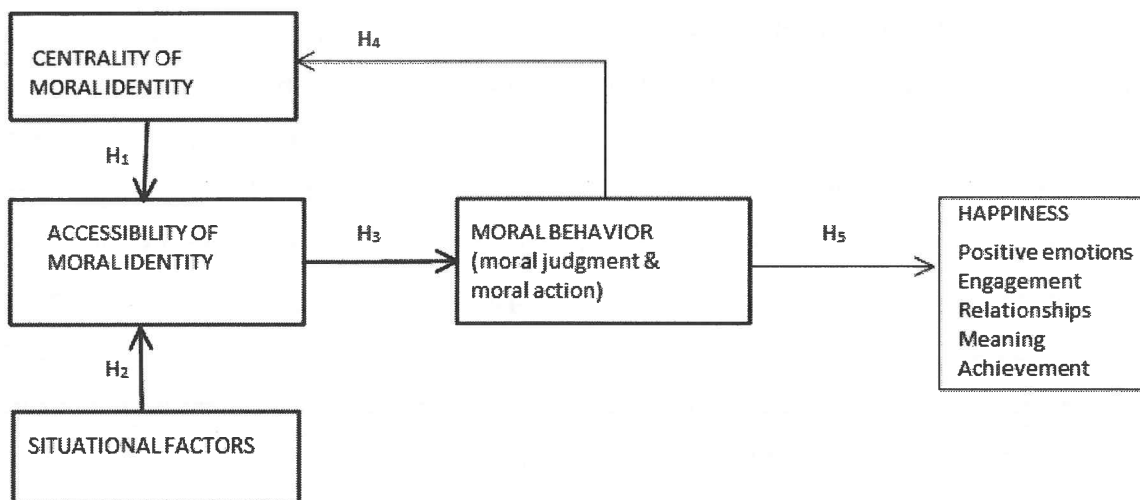 CENTRALITY OF
MORAL IDENTITY
H4
H1
ACCESSIBILITY OF
MORAL IDENTITY
H3
MORAL BEHAVIOR
(moral judgment &
moral action)
H5
HAPPINESS
Positive emotions
Engagement
Relationships
Meaning
Achievement
H2
SITUATIONAL FACTORS